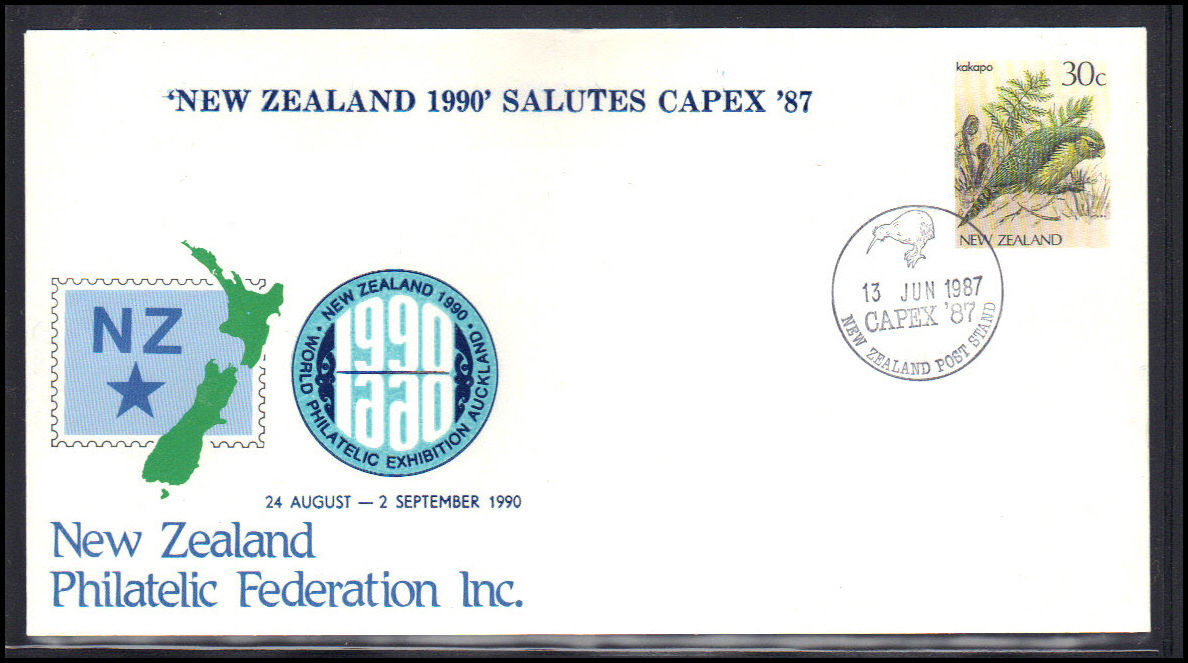 'NEW ZEALAND 1990' SALUTES CAPEX '87
kakapo
30c
NEW ZEALAND
13 JUN 1987
CAPEX '87
NEW ZEALAND POST STAND
NZ
· NEW ZEALAND 1990 ·
WORLD PHILATELIC EXHIBITION AUCKLAND
1990
24 AUGUST — 2 SEPTEMBER 1990
New Zealand
Philatelic Federation Inc.